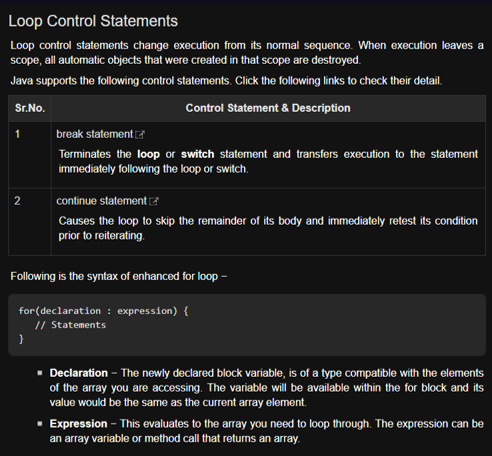 Loop Control Statements
Loop control statements change execution from its normal sequence. When execution leaves a
scope, all automatic objects that were created in that scope are destroyed.
Java supports the following control statements. Click the following links to check their detail.
Sr.No. Control Statement & Description
1 break statement
Terminates the loop or switch statement and transfers execution to the statement
immediately following the loop or switch.
2 continue statement
Causes the loop to skip the remainder of its body and immediately retest its condition
prior to reiterating.
Following is the syntax of enhanced for loop −
for(declaration : expression) {
   // Statements
}
Declaration − The newly declared block variable, is of a type compatible with the elements
of the array you are accessing. The variable will be available within the for block and its
value would be the same as the current array element.
Expression − This evaluates to the array you need to loop through. The expression can be
an array variable or method call that returns an array.